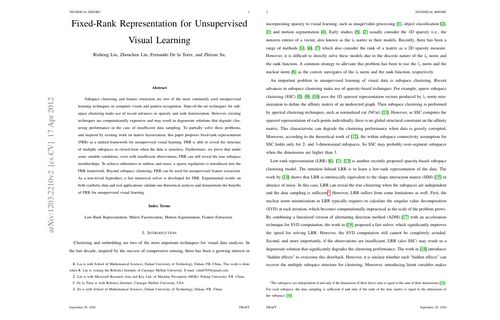 TECHNICAL REPORT
1
Fixed-Rank Representation for Unsupervised
Visual Learning
Risheng Liu, Zhouchen Lin, Fernando De la Torre, and Zhixun Su,
Abstract
Subspace clustering and feature extraction are two of the most commonly used unsupervised
learning techniques in computer vision and pattern recognition. State-of-the-art techniques for sub-
space clustering make use of recent advances in sparsity and rank minimization. However, existing
techniques are computationally expensive and may result in degenerate solutions that degrade clus-
tering performance in the case of insufficient data sampling. To partially solve these problems,
and inspired by existing work on matrix factorization, this paper proposes fixed-rank representation
(FRR) as a unified framework for unsupervised visual learning. FRR is able to reveal the structure
of multiple subspaces in closed-form when the data is noiseless. Furthermore, we prove that under
some suitable conditions, even with insufficient observations, FRR can still reveal the true subspace
memberships. To achieve robustness to outliers and noise, a sparse regularizer is introduced into the
FRR framework. Beyond subspace clustering, FRR can be used for unsupervised feature extraction.
As a non-trivial byproduct, a fast numerical solver is developed for FRR. Experimental results on
both synthetic data and real applications validate our theoretical analysis and demonstrate the benefits
of FRR for unsupervised visual learning.
Index Terms
Low-Rank Representation, Matrix Factorization, Motion Segmentation, Feature Extraction.
I. INTRODUCTION
Clustering and embedding are two of the most important techniques for visual data analysis. In
the last decade, inspired by the success of compressive sensing, there has been a growing interest in
R. Liu is with School of Mathematical Sciences, Dalian University of Technology, Dalian, P.R. China. This work is done
when R. Liu is visiting the Robotics Institute of Carnegie Mellon University.
Z. Lin is with Microsoft Research Asia and Key Lab. of Machine Perception (MOE), Peking University, P.R. China.
F. De la Torre is with Robotics Institute, Carnegie Mellon University, USA.
Z. Su is with School of Mathematical Sciences, Dalian University of Technology, Dalian, P.R. China.
September 29, 2020
DRAFT
arXiv:1203.2210v2 [cs.CV] 17 Apr 2012
TECHNICAL REPORT
2
incorporating sparsity to visual learning, such as image/video processing [1], object classification [2],
[3] and motion segmentation [4]. Early studies [2], [3] usually consider the 1D sparsity (i.e., the
nonzero entries of a vector, also known as the l0 norm) in their models. Recently, there has been a
surge of methods [5], [6], [7] which also consider the rank of a matrix as a 2D sparsity measure.
However, it is difficult to directly solve these models due to the discrete nature of the l0 norm and
the rank function. A common strategy to alleviate this problem has been to use the l1 norm and the
nuclear norm [8] as the convex surrogates of the l0 norm and the rank function, respectively.
An important problem in unsupervised learning of visual data is subspace clustering. Recent
advances in subspace clustering make use of sparsity-based techniques. For example, sparse subspace
clustering (SSC) [9], [4], [10] uses the 1D sparsest representation vectors produced by l1 norm min-
imization to define the affinity matrix of an undirected graph. Then subspace clustering is performed
by spectral clustering techniques, such as normalized cut (NCut) [11]. However, as SSC computes the
sparsest representation of each point individually, there is no global structural constraint on the affinity
matrix. This characteristic can degrade the clustering performance when data is grossly corrupted.
Moreover, according to the theoretical work of [12], the within subspace connectivity assumption for
SSC holds only for 2- and 3-dimensional subspaces. So SSC may probably over-segment subspaces
when the dimensions are higher than 3.
Low-rank representation (LRR) [6], [7], [13] is another recently proposed sparsity-based subspace
clustering model. The intuition behind LRR is to learn a low-rank representation of the data. The
work by [14] shows that LRR is intrinsically equivalent to the shape interaction matrix (SIM) [15] in
absence of noise. In this case, LRR can reveal the true clustering when the subspaces are independent
and the data sampling is sufficient1. However, LRR suffers from some limitations as well. First, the
nuclear norm minimization in LRR typically requires to calculate the singular value decomposition
(SVD) at each iteration, which becomes computationally impractical as the scale of the problem grows.
By combining a linearized version of alternating direction method (ADM) [17] with an acceleration
technique for SVD computation, the work in [18] proposed a fast solver, which significantly improves
the speed for solving LRR. However, the SVD computation still cannot be completely avoided.
Second, and more importantly, if the observations are insufficient, LRR (also SSC) may result in a
degenerate solution that significantly degrades the clustering performance. The work in [16] introduces
"hidden effects" to overcome this drawback. However, it is unclear whether such "hidden effects" can
recover the multiple subspace structure for clustering. Moreover, introducing latent variables makes
1The subspaces are independent if and only if the dimension of their direct sum is equal to the sum of their dimensions [15].
For each subspace, the data sampling is sufficient if and only if the rank of the data matrix is equal to the dimension of
the subspace [16].
September 29, 2020
DRAFT